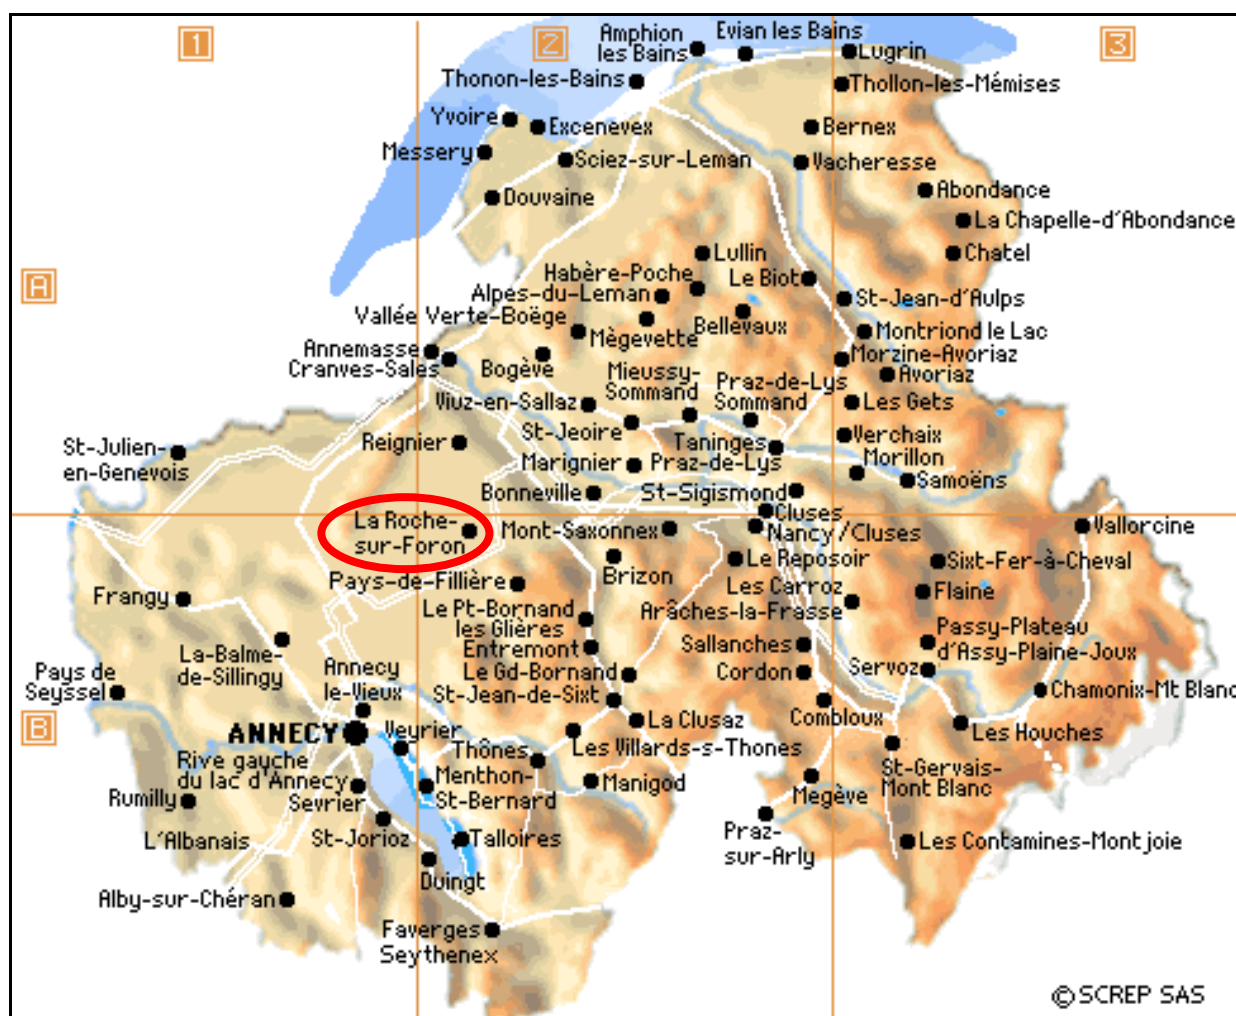 1
2
3
Amphion
les Bains
Evian les Bains
Lugrin
Thonon-les-Bains
Thollon-les-Mémises
Yvoire
Excenevex
Bernex
Messery
Sciez-sur-Leman
Vacheresse
Douvaine
Abondance
La Chapelle-d'Abondance
Lullin
Chatel
A
Habère-Poche
Le Biot
Alpes-du-Leman
St-Jean-d'Aulps
Vallée Verte-Boëge
Mègevette
Bellevaux
Montriond le Lac
Annemasse
Cranves-Sales
Bogève
Morzine-Avoriaz
Avoriaz
Mieussy-
Sommand
Praz-de-Lys
Sommand
Viuz-en-Sallaz
Les Gets
St-Julien-
en-Genevois
Reignier
St-Jeoire
Taninges
Praz-de-Lys
Verchaix
Marignier
Morillon
Samoëns
Bonneville
St-Sigismond
Cluses
La Roche-
sur-Foron
Mont-Saxonnex
Nancy/Cluses
Vallorcine
Brizon
Le Reposoir
Sixt-Fer-à-Cheval
Pays-de-Fillière
Les Carroz
Arâches-la-Frasse
Flaine
Frangy
Le Pt-Bornand
les Glières
La-Balme-
de-Sillingy
Entremont
Sallanches
Passy-Plateau
d'Assy-Plaine-Joux
Pays de
Seyssel
Annecy
le-Vieux
Le Gd-Bornand
Cordon
Servoz
St-Jean-de-Sixt
Chamonix-Mt Blanc
B
ANNECY
Veyrier
La Clusaz
Combloux
Les Houches
Thônes
Les Villards-s-Thones
Rive gauche
du lac d'Annecy
Menthon-
St-Bernard
Manigod
Megève
St-Gervais-
Mont Blanc
Rumilly
Sevrier
L'Albanais
St-Jorioz
Talloires
Praz-
sur-Arly
Les Contamines-Montjoie
Duingt
Alby-sur-Chéran
Faverges
Seythenex
©SCREP SAS